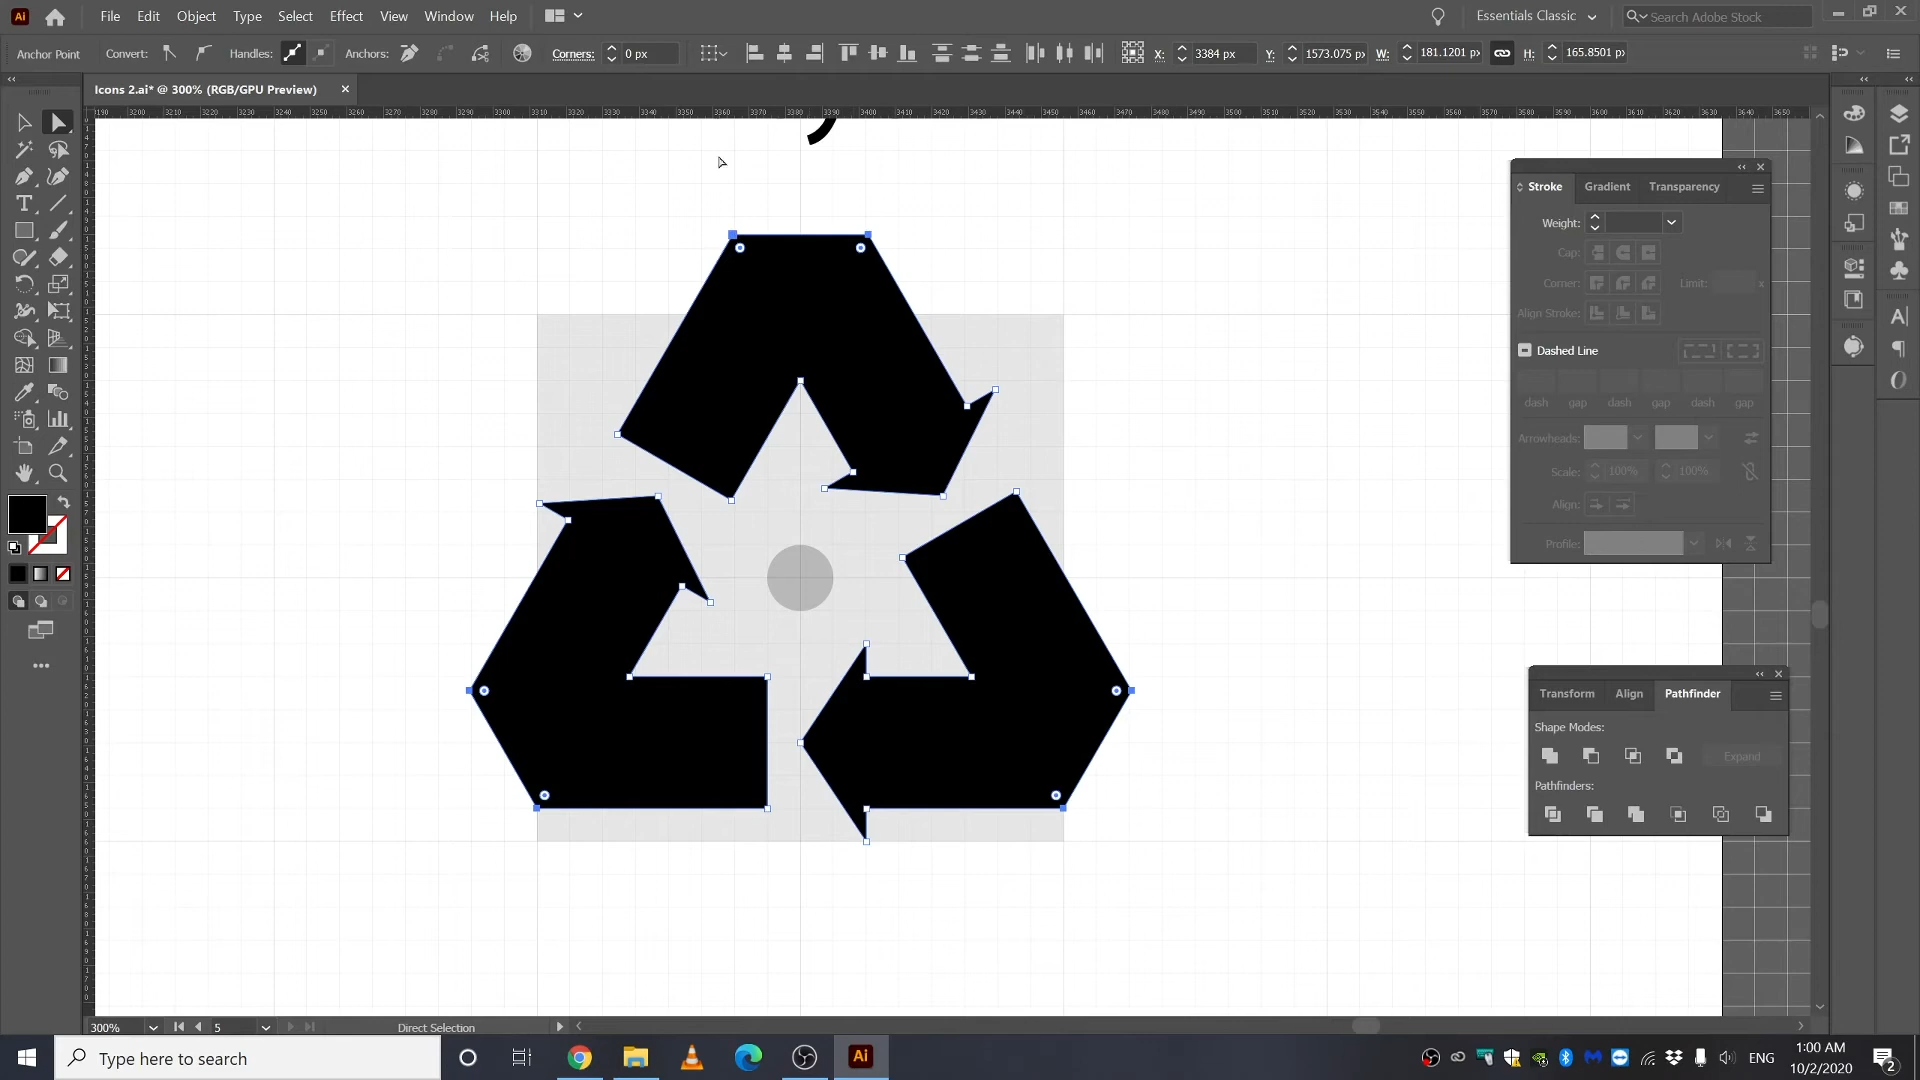 Ai File Edit Object Type Select Effect View Window Help Essentials Classic Search Adobe Stock
Anchor Point Convert: Handles: Anchors: Corners: 0 px X: 3384 px Y: 1573.075 px W: 181.1201 px H: 165.8501 px
Icons 2.ai* @ 300% (RGB/GPU Preview)
Stroke Gradient Transparency
Weight:
Cap:
Corner: Limit: x
Align Stroke:
Dashed Line
dash gap dash gap dash gap
Arrowheads:
Scale: 100% 100%
Align:
Profile:
Transform Align Pathfinder
Shape Modes:
Expand
Pathfinders:
300% 5 Direct Selection
Type here to search Ai ENG 1:00 AM
10/2/2020 2